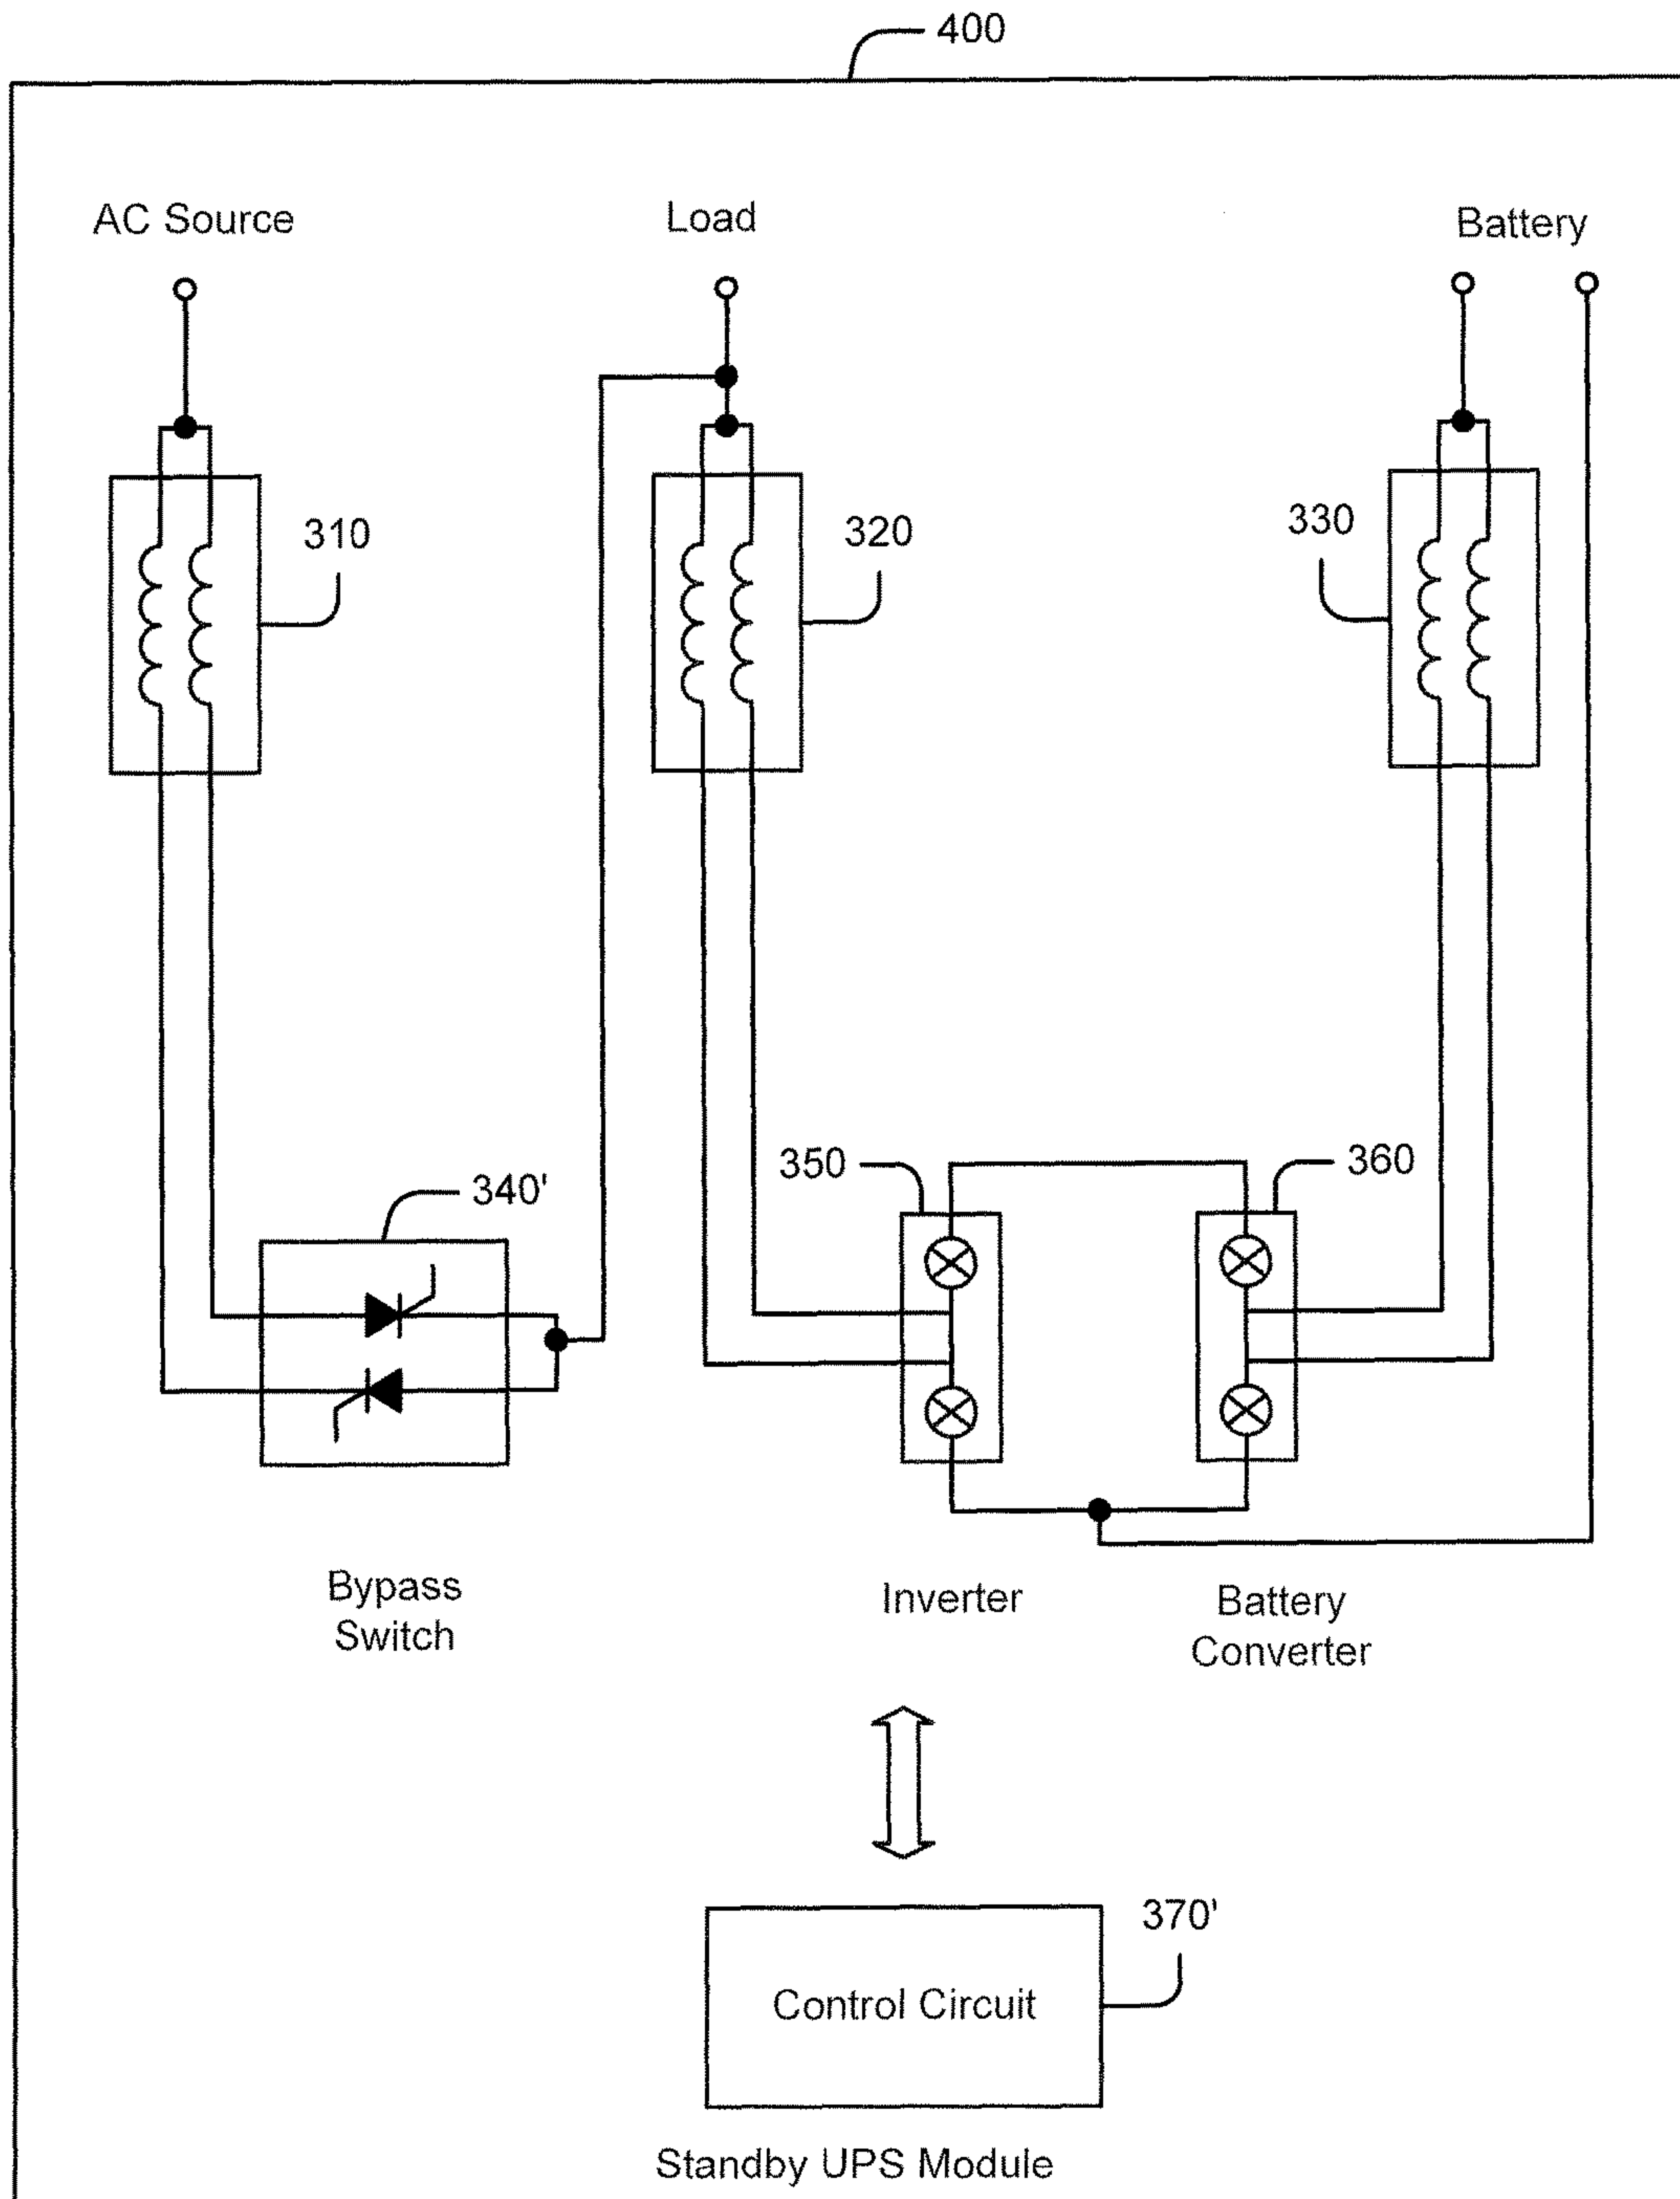 400
AC Source
Load
Battery
310
320
330
350
360
340'
Bypass
Switch
Inverter
Battery
Converter
370'
Control Circuit
Standby UPS Module